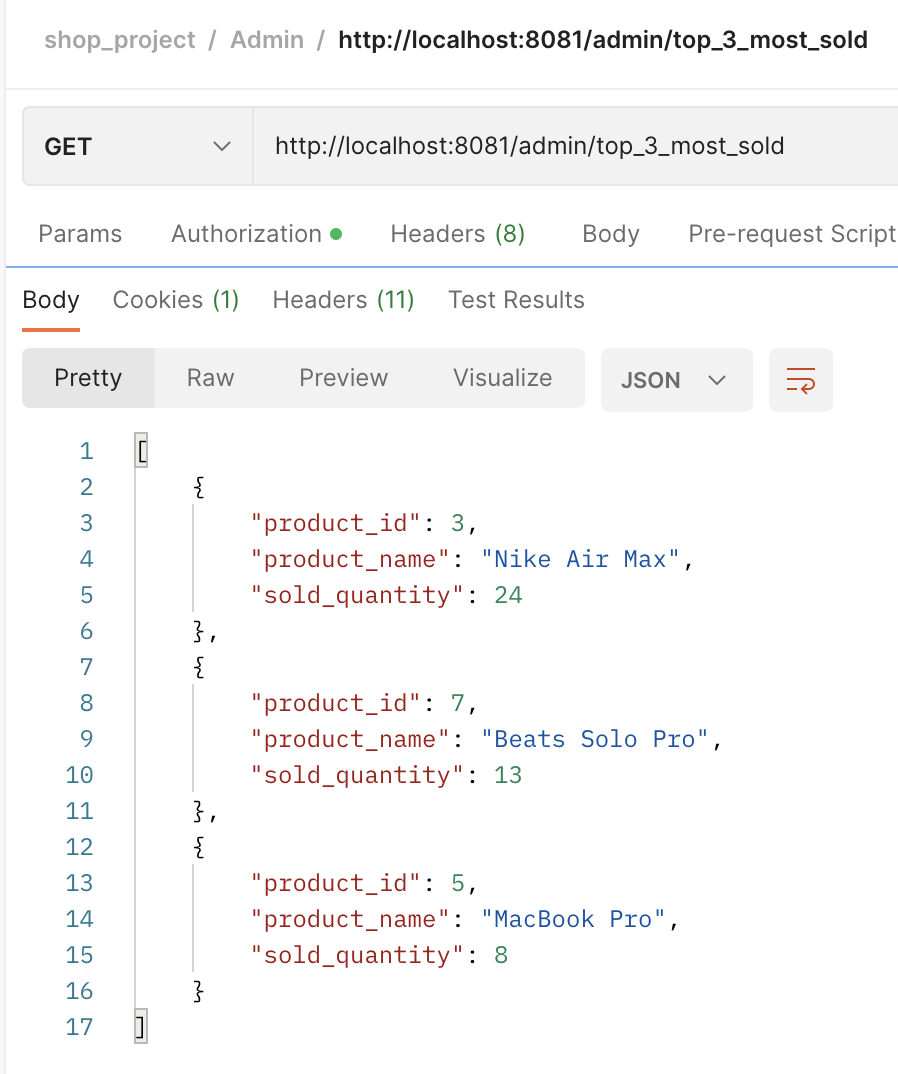 shop_project / Admin / http://localhost:8081/admin/top_3_most_sold
GET http://localhost:8081/admin/top_3_most_sold
Params Authorization Headers (8) Body Pre-request Script
Body Cookies (1) Headers (11) Test Results
Pretty Raw Preview Visualize JSON
1 [
2 {
3 "product_id": 3,
4 "product_name": "Nike Air Max",
5 "sold_quantity": 24
6 },
7 {
8 "product_id": 7,
9 "product_name": "Beats Solo Pro",
10 "sold_quantity": 13
11 },
12 {
13 "product_id": 5,
14 "product_name": "MacBook Pro",
15 "sold_quantity": 8
16 }
17 ]